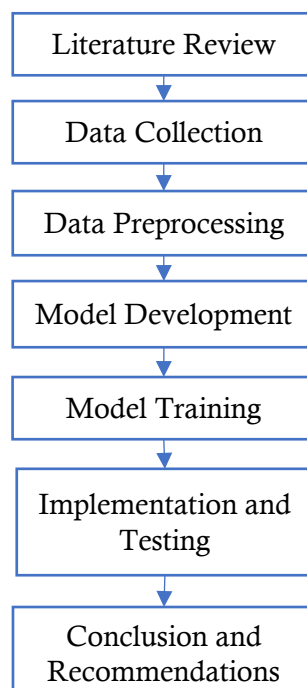 Literature Review
Data Collection
Data Preprocessing
Model Development
Model Training
Implementation and
Testing
Conclusion and
Recommendations